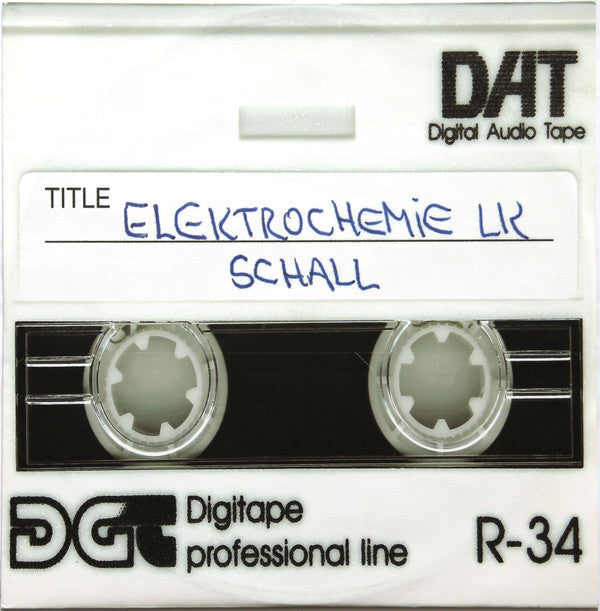 DAT
Digital Audio Tape
TITLE ELEKTROCHEMIE LK
SCHALL
DGT Digitape
professional line
R-34